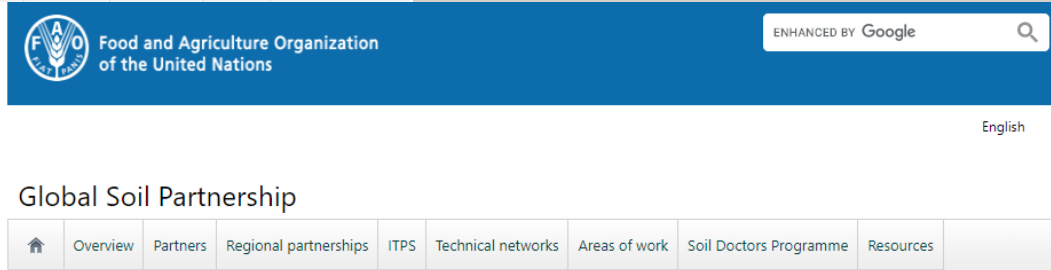 FAO
FIAT PANIS
Food and Agriculture Organization
of the United Nations
ENHANCED BY Google
English
Global Soil Partnership
Overview
Partners
Regional partnerships
ITPS
Technical networks
Areas of work
Soil Doctors Programme
Resources